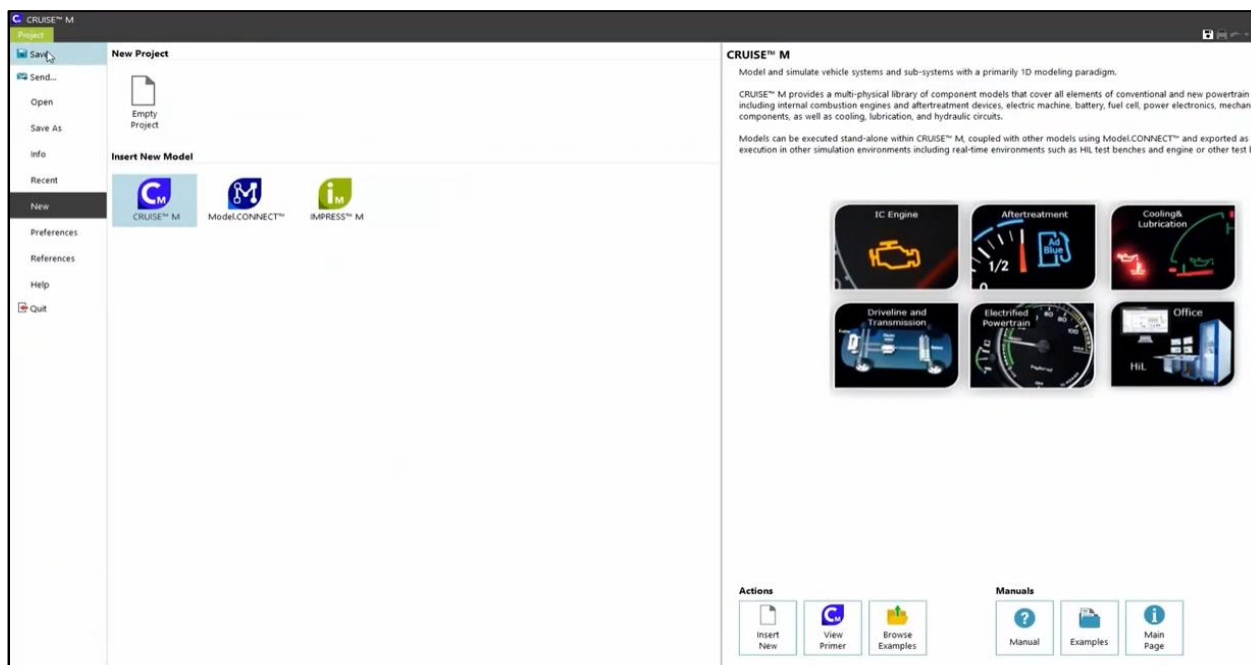 CRUISE™ M
Project
Save
Send...
Open
Save As
Info
Recent
New
Preferences
References
Help
Quit
New Project
Empty
Project
Insert New Model
CRUISE™ M
Model.CONNECT™
IMPRESS™ M
CRUISE™ M
Model and simulate vehicle systems and sub-systems with a primarily 1D modeling paradigm.
CRUISE™ M provides a multi-physical library of component models that cover all elements of conventional and new powertrain
including internal combustion engines and aftertreatment devices, electric machine, battery, fuel cell, power electronics, mechan
components, as well as cooling, lubrication, and hydraulic circuits.
Models can be executed stand-alone within CRUISE™ M, coupled with other models using Model.CONNECT™ and exported as
execution in other simulation environments including real-time environments such as HIL test benches and engine or other test
IC Engine
Aftertreatment
Ad
Blue
1/2
0
Cooling&
Lubrication
Driveline and
Transmission
Electrified
Powertrain
Office
HiL
Actions
Insert
New
View
Primer
Browse
Examples
Manuals
Manual
Examples
Main
Page